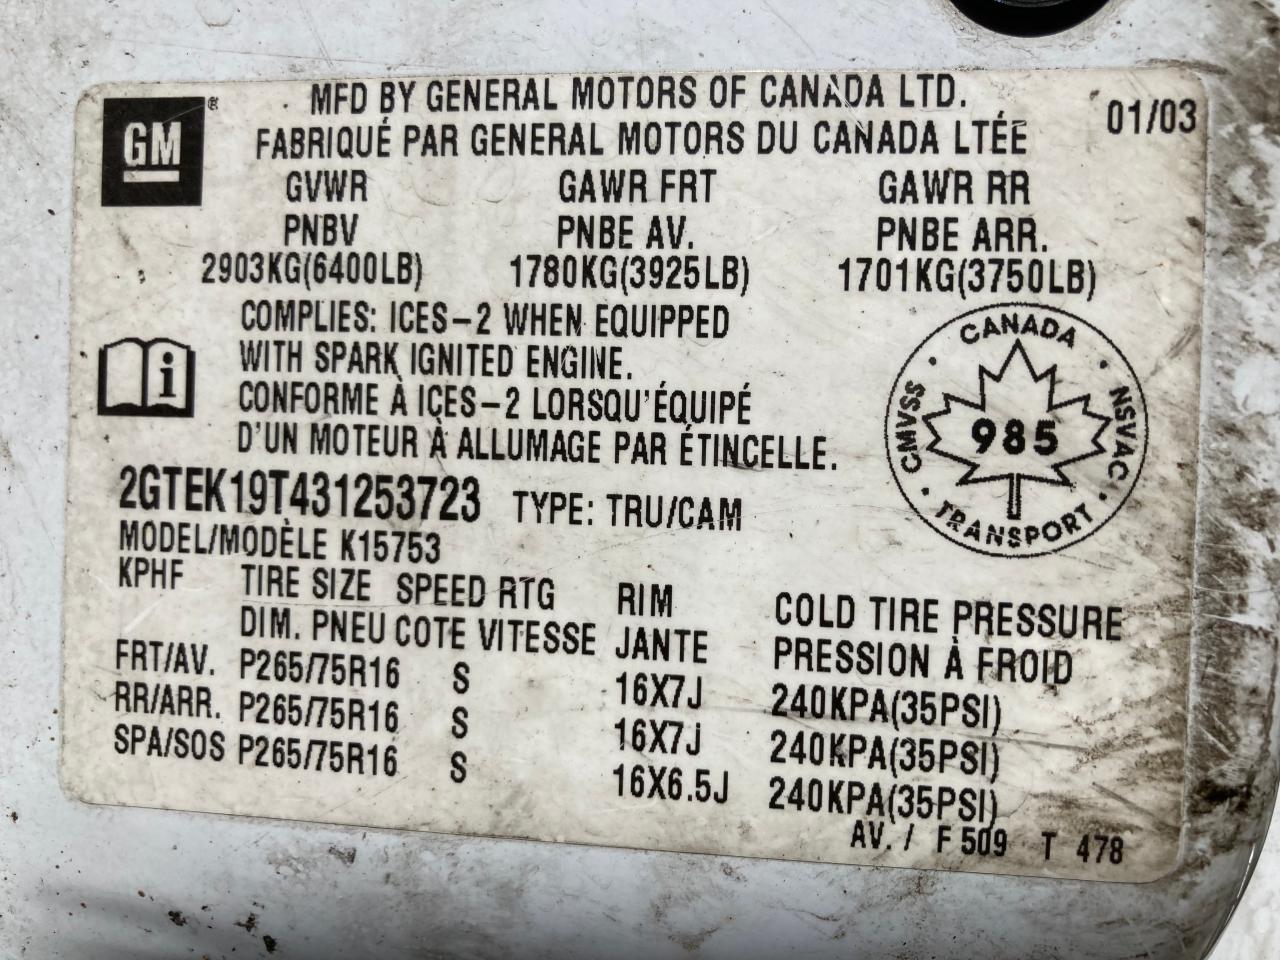 GM
®
MFD BY GENERAL MOTORS OF CANADA LTD.
01/03
FABRIQUÉ PAR GENERAL MOTORS DU CANADA LTÉE
GVWR GAWR FRT GAWR RR
PNBV PNBE AV. PNBE ARR.
2903KG(6400LB) 1780KG(3925LB) 1701KG(3750LB)
COMPLIES: ICES-2 WHEN EQUIPPED
WITH SPARK IGNITED ENGINE.
CONFORME À ICES-2 LORSQU'ÉQUIPÉ
D'UN MOTEUR À ALLUMAGE PAR ÉTINCELLE.
i
CANADA
CMVSS · NSVAC
985
TRANSPORT
2GTEK19T431253723 TYPE: TRU/CAM
MODEL/MODÈLE K15753
KPHF TIRE SIZE SPEED RTG RIM COLD TIRE PRESSURE
DIM. PNEU COTE VITESSE JANTE PRESSION À FROID
FRT/AV. P265/75R16 S 16X7J 240KPA(35PSI)
RR/ARR. P265/75R16 S 16X7J 240KPA(35PSI)
SPA/SOS P265/75R16 S 16X6.5J 240KPA(35PSI)
AV. / F 509 T 478